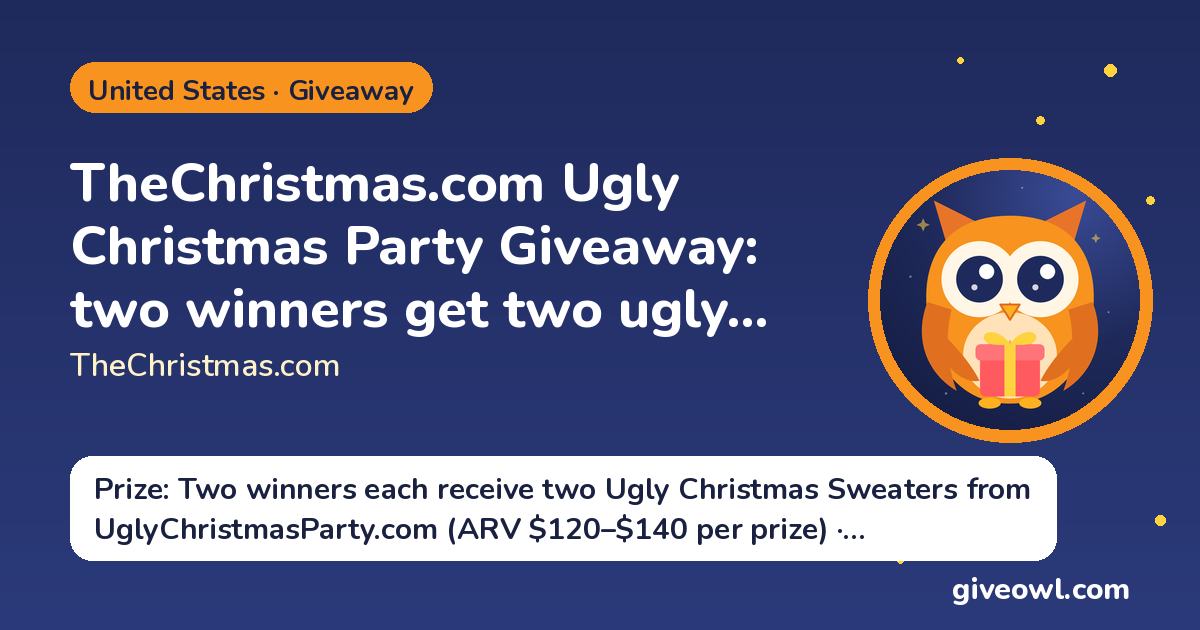 United States · Giveaway
TheChristmas.com Ugly
Christmas Party Giveaway:
two winners get two ugly...
TheChristmas.com
Prize: Two winners each receive two Ugly Christmas Sweaters from
UglyChristmasParty.com (ARV $120–$140 per prize) ·...
giveowl.com